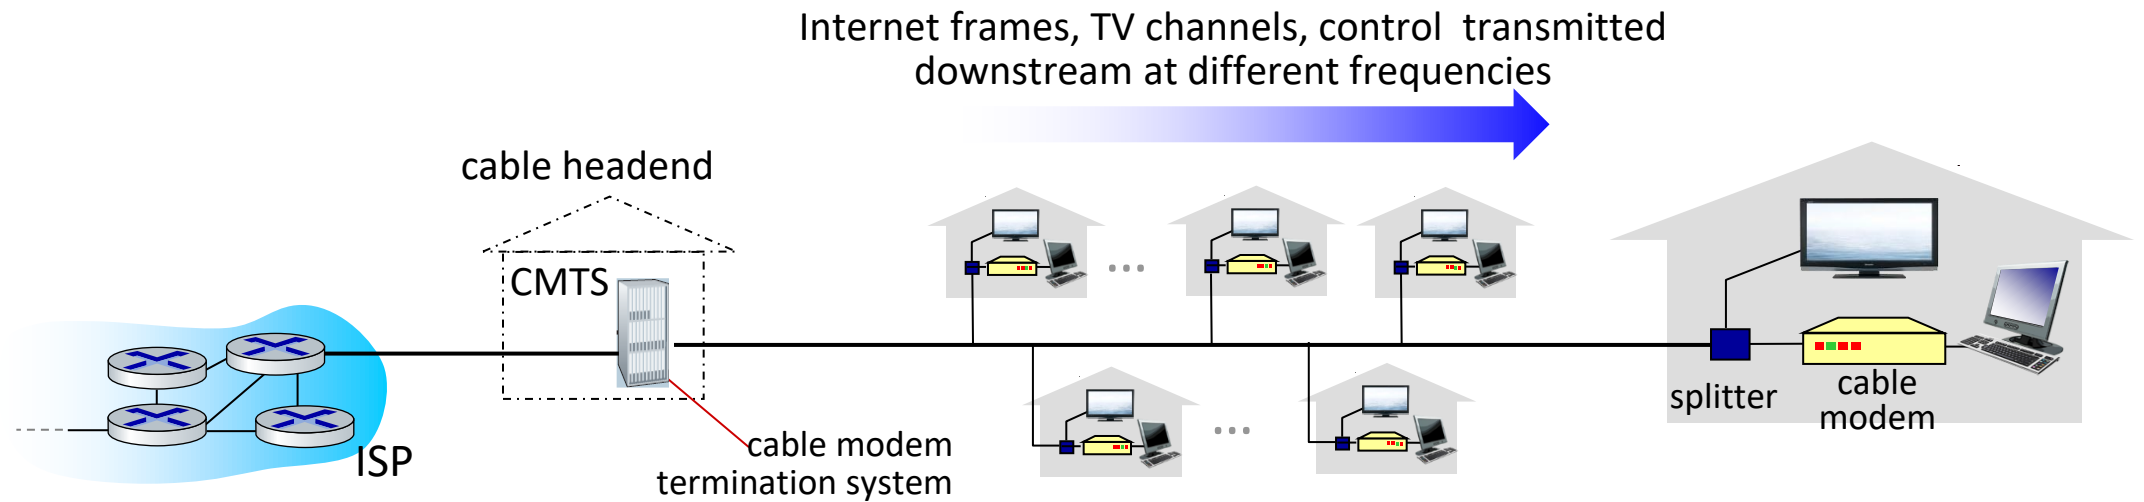 Internet frames, TV channels, control  transmitted
downstream at different frequencies
cable headend
CMTS
ISP
cable modem
termination system
splitter
cable
modem